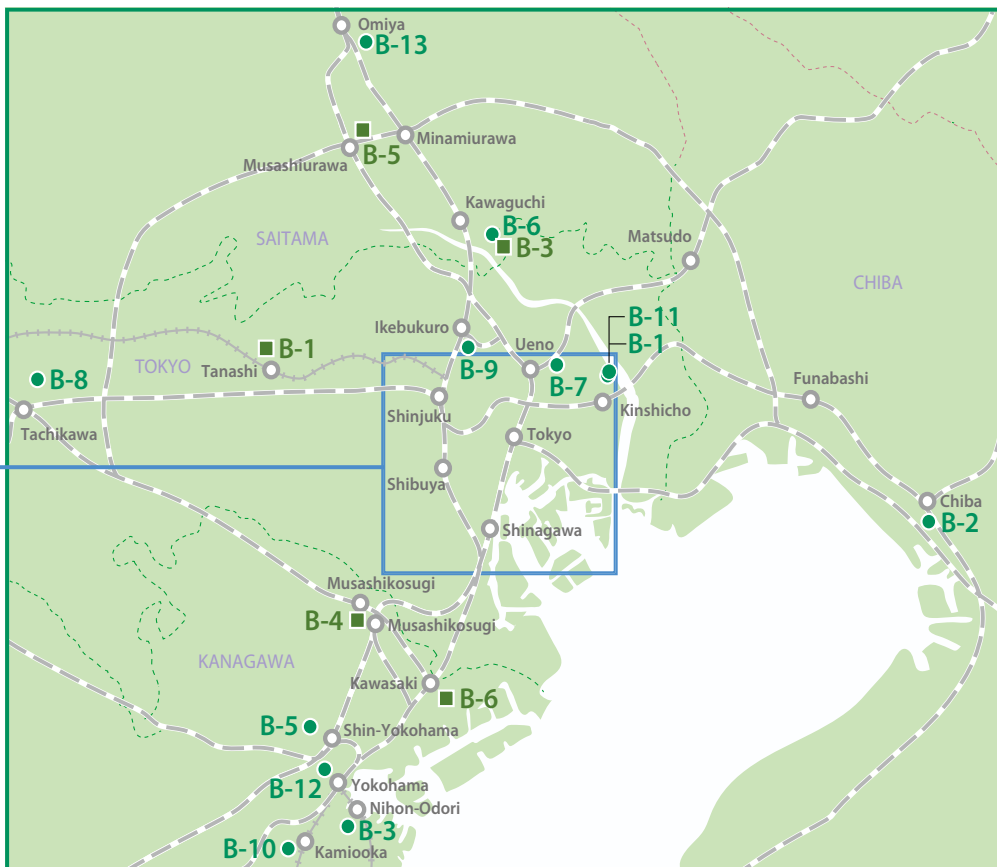 Omiya
B-13
Minamiurawa
Musashiurawa
B-5
Kawaguchi
B-6
B-3
SAITAMA
Matsudo
CHIBA
B-11
B-1
Ikebukuro
Ueno
B-1
TOKYO
Tanashi
B-9
B-7
B-8
Funabashi
Shinjuku
Kinshicho
Tachikawa
Tokyo
Shibuya
Chiba
B-2
Shinagawa
Musashikosugi
B-4
Musashikosugi
KANAGAWA
Kawasaki
B-6
B-5
Shin-Yokohama
B-12
Yokohama
Nihon-Odori
B-3
B-10
Kamiooka